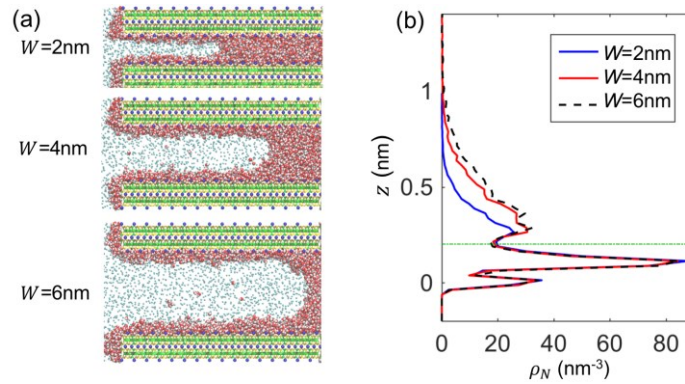 (a)
W=2nm
W=4nm
W=6nm
(b)
W=2nm
W=4nm
W=6nm
1
0.5
0
z (nm)
0 20 40 60 80
ρN (nm-3)